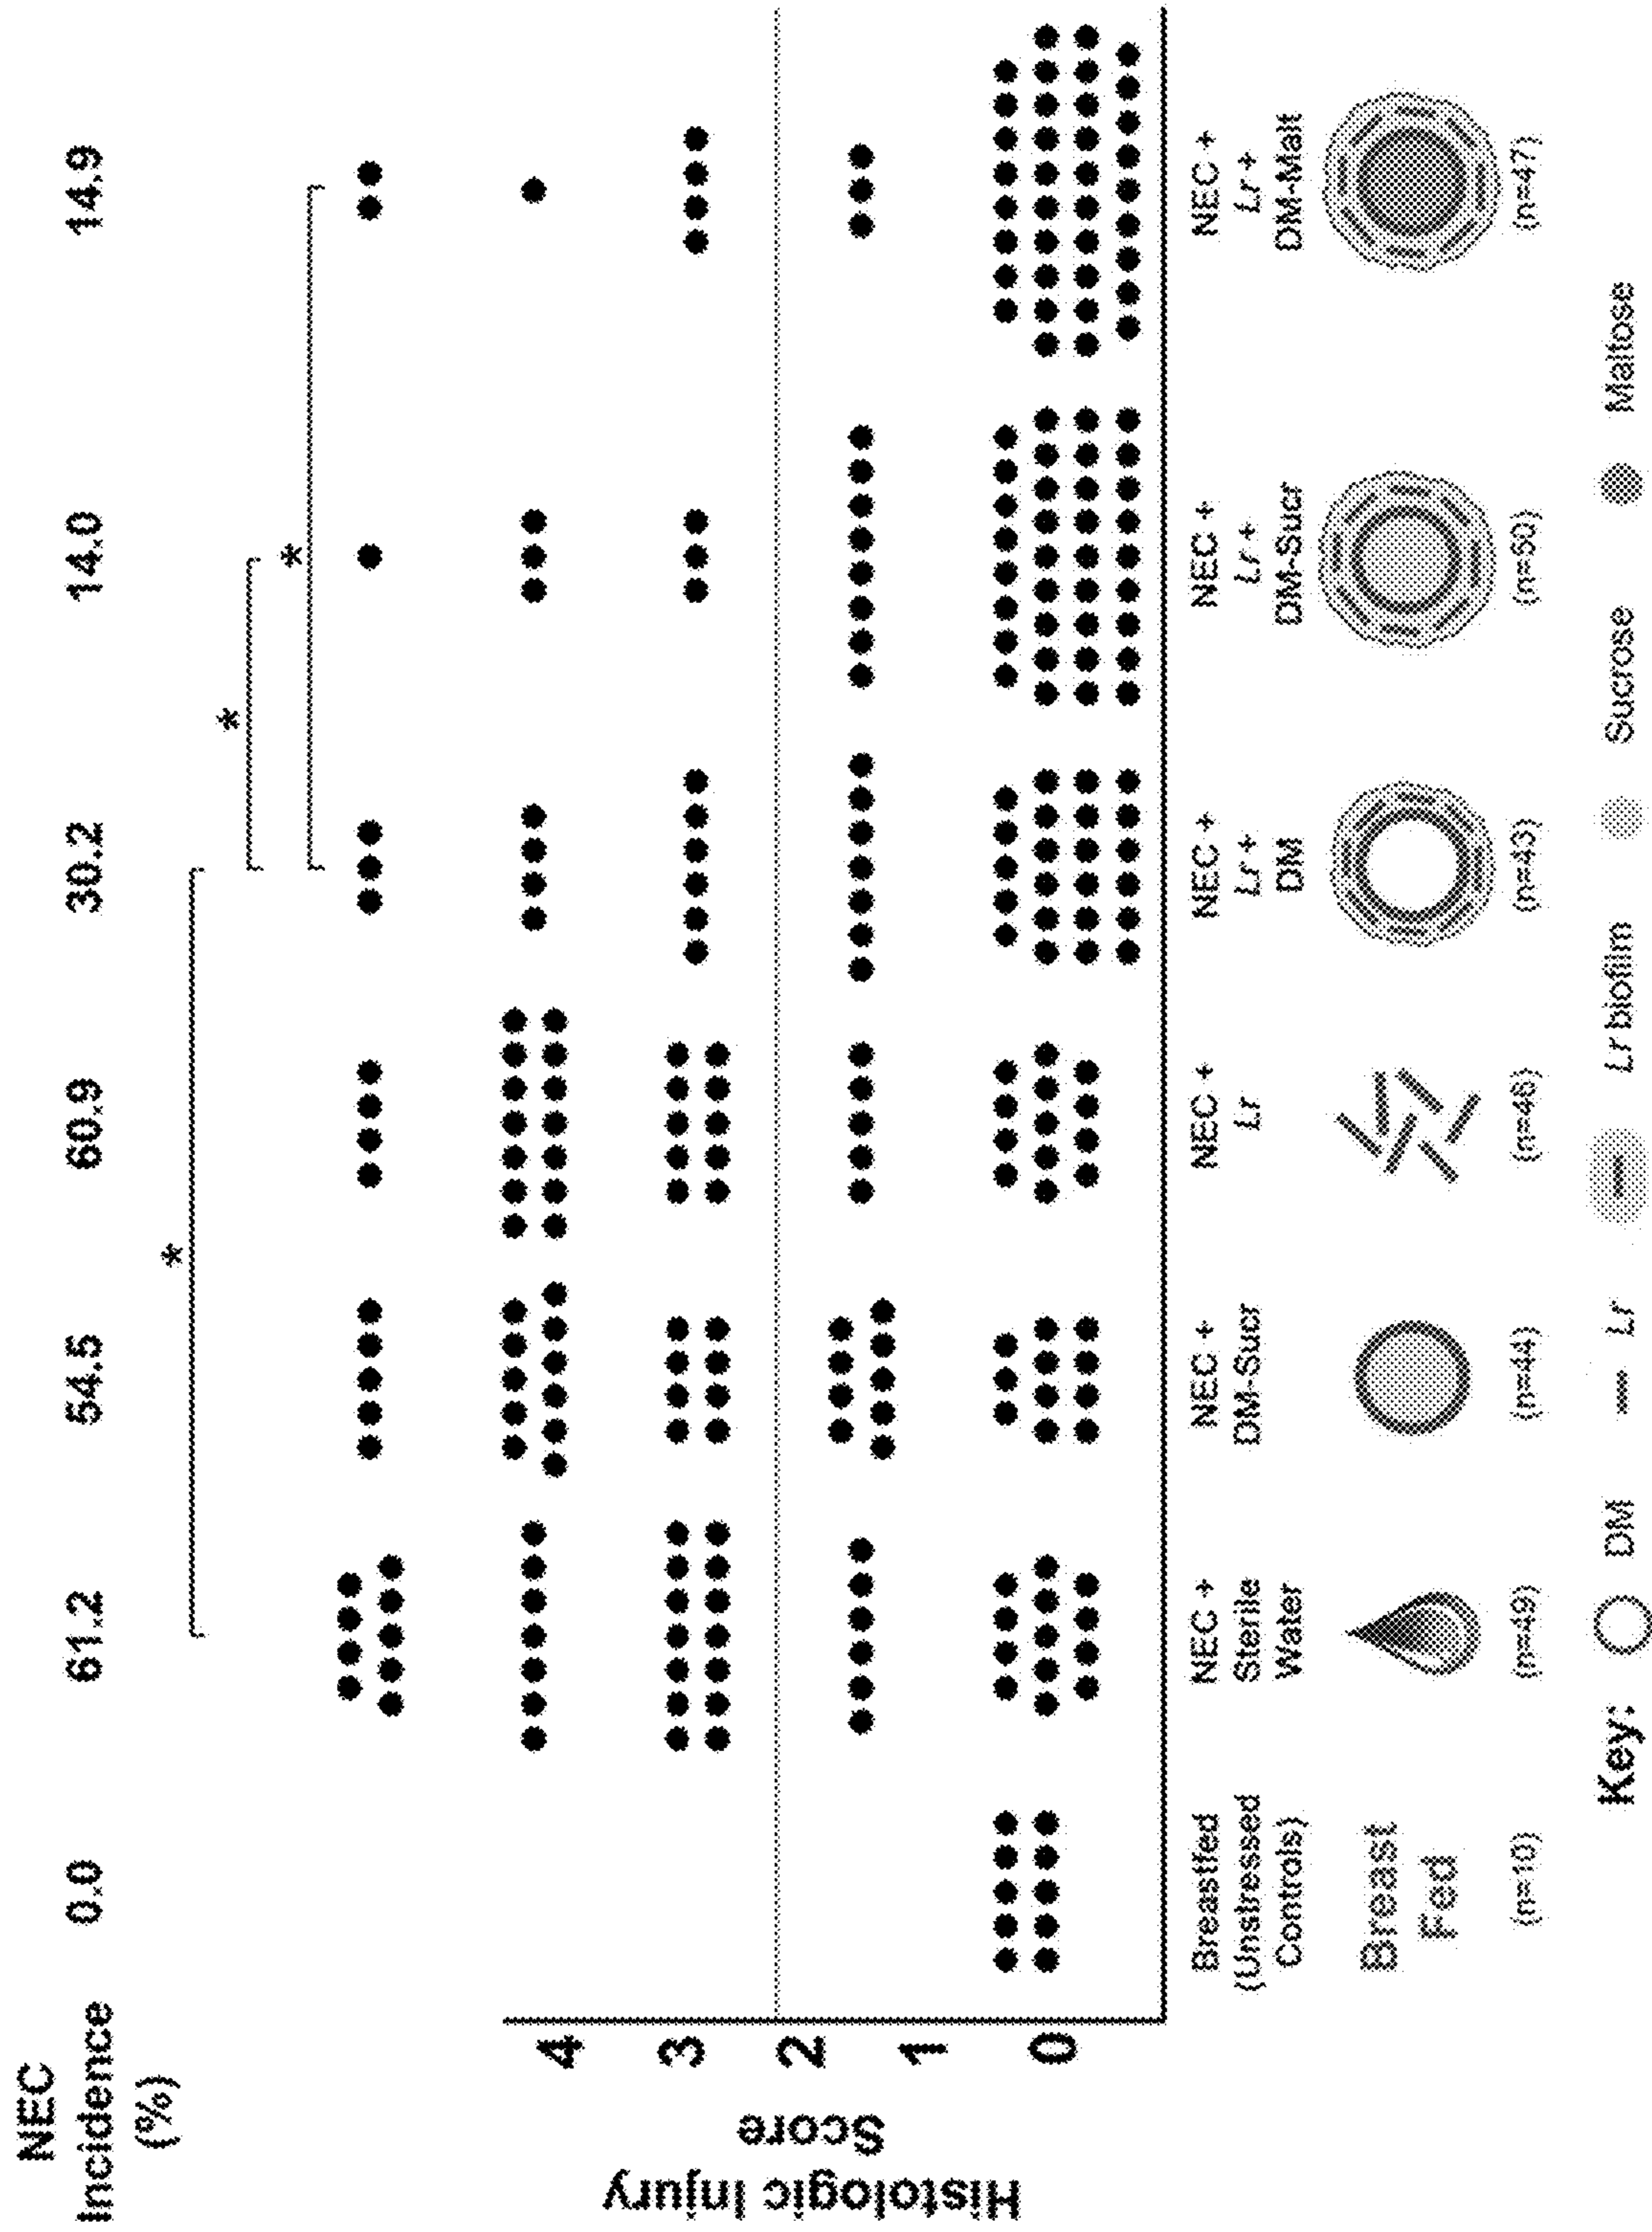 NEC
Incidence
(%)
0.0
61.2
54.5
60.9
30.2
14.0
14.9
*
*
*
Histologic Injury
Score
4
3
2
1
0
Breastfed
(Unstressed
Controls)
NEC +
Sterile
Water
NEC +
DM-Sucr
NEC +
Lr
NEC +
Lr +
DM
NEC +
Lr +
DM-Sucr
NEC +
Lr +
DM-Malt
Breast
Fed
(n=10)
(n=49)
(n=44)
(n=46)
(n=43)
(n=50)
(n=47)
Key: DM Lr Lr biofilm Sucrose Maltose